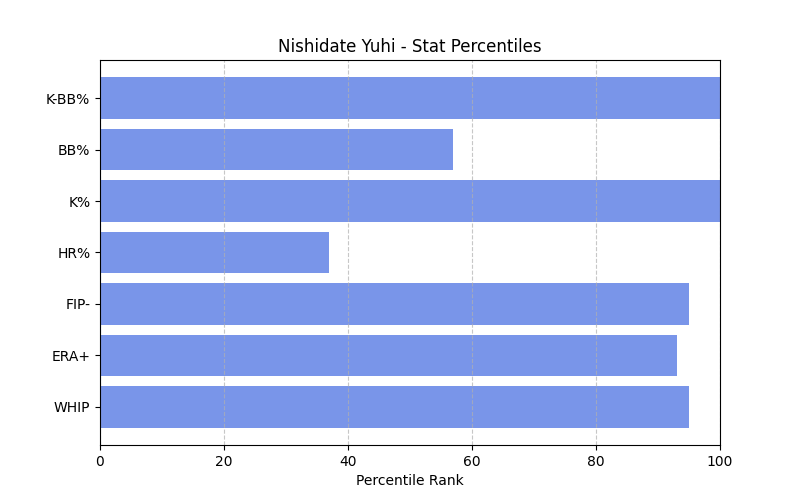 Nishidate Yuhi - Stat Percentiles
K-BB%
BB%
K%
HR%
FIP-
ERA+
WHIP
0 20 40 60 80 100
Percentile Rank